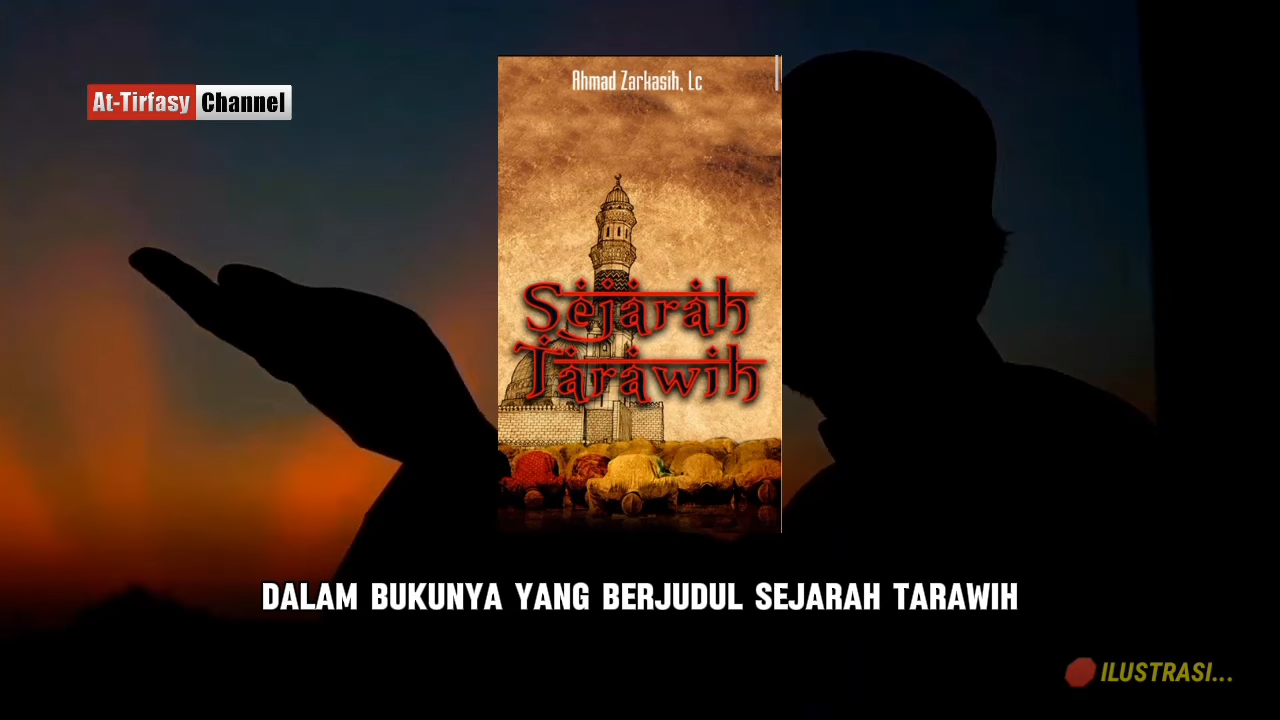 At-Tirfasy Channel
Ahmad Zarkasih, Lc
Sejarah
Tarawih
DALAM BUKUNYA YANG BERJUDUL SEJARAH TARAWIH
ILUSTRASI...